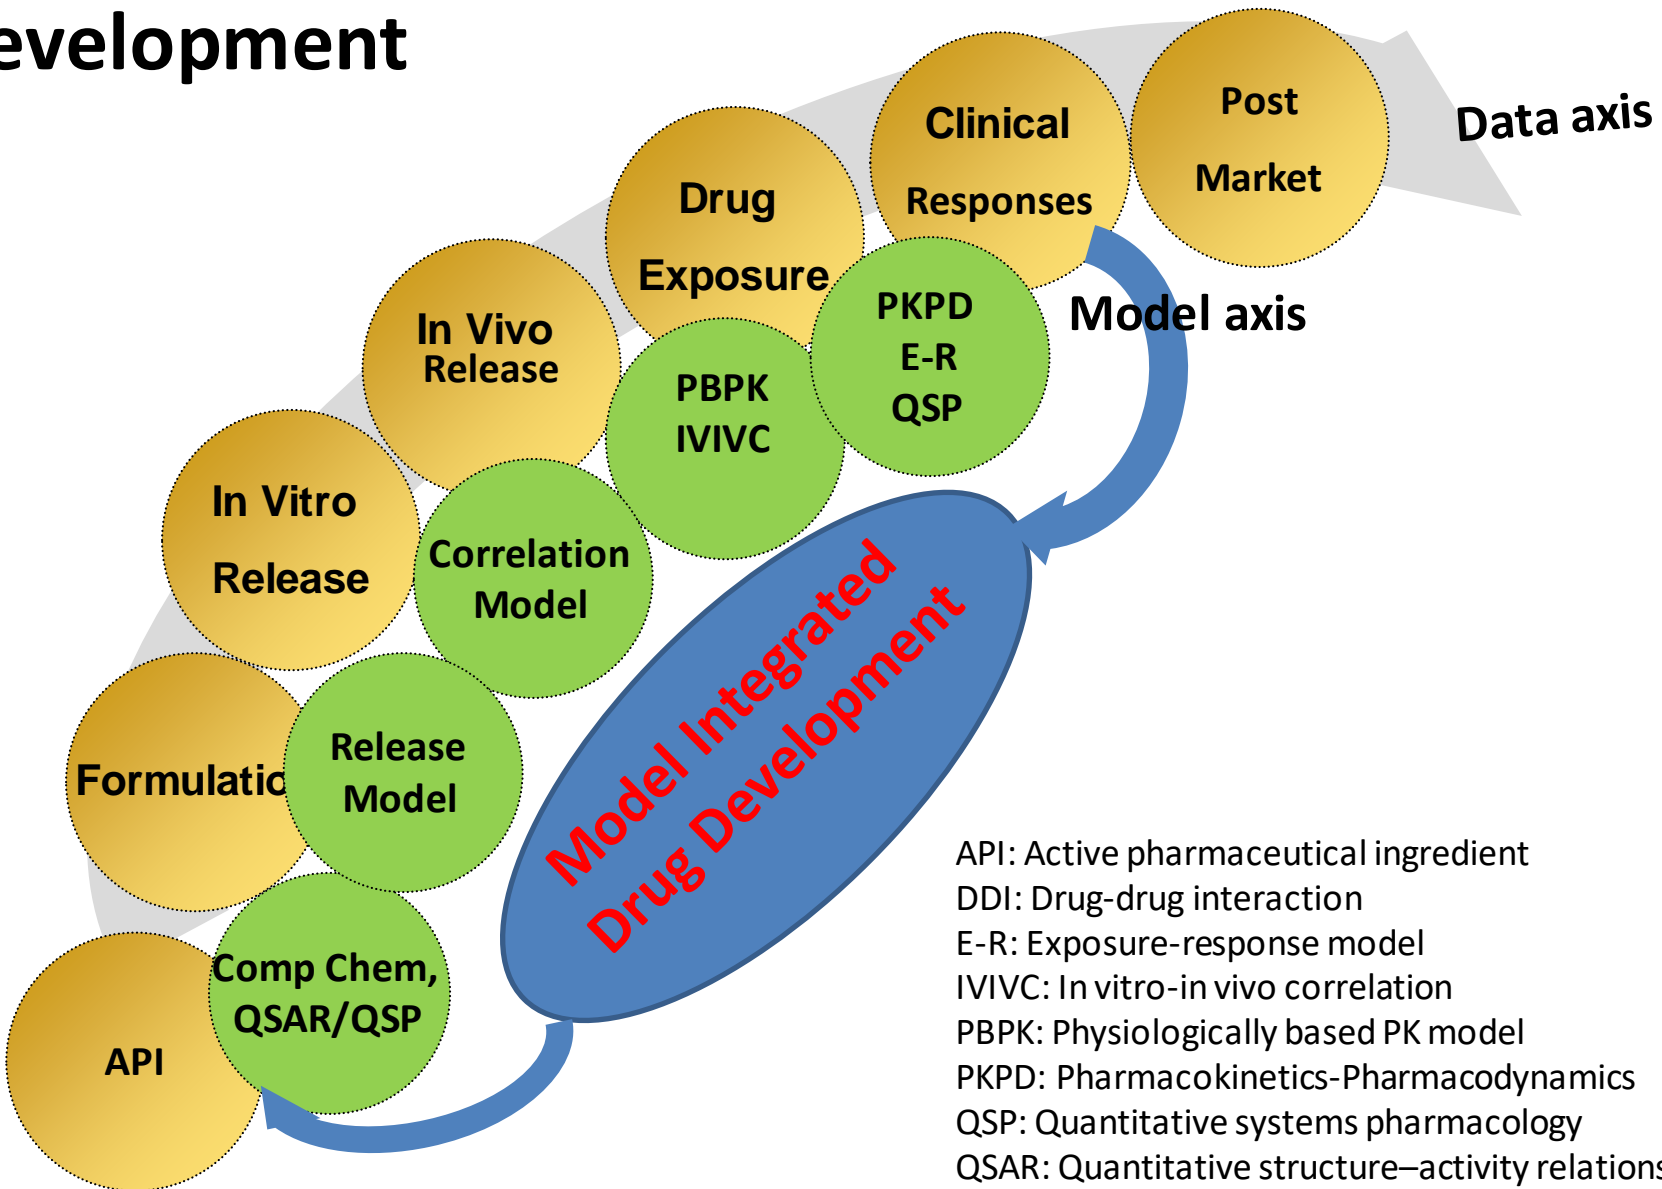 evelopment
Post
Market
Data axis
Clinical
Responses
Drug
Exposure
PKPD
E-R
QSP
Model axis
In Vivo
Release
PBPK
IVIVC
In Vitro
Release
Correlation
Model
Model Integrated
Drug Development
Formulatio
Release
Model
Comp Chem,
QSAR/QSP
API
API: Active pharmaceutical ingredient
DDI: Drug-drug interaction
E-R: Exposure-response model
IVIVC: In vitro-in vivo correlation
PBPK: Physiologically based PK model
PKPD: Pharmacokinetics-Pharmacodynamics
QSP: Quantitative systems pharmacology
QSAR: Quantitative structure–activity relations